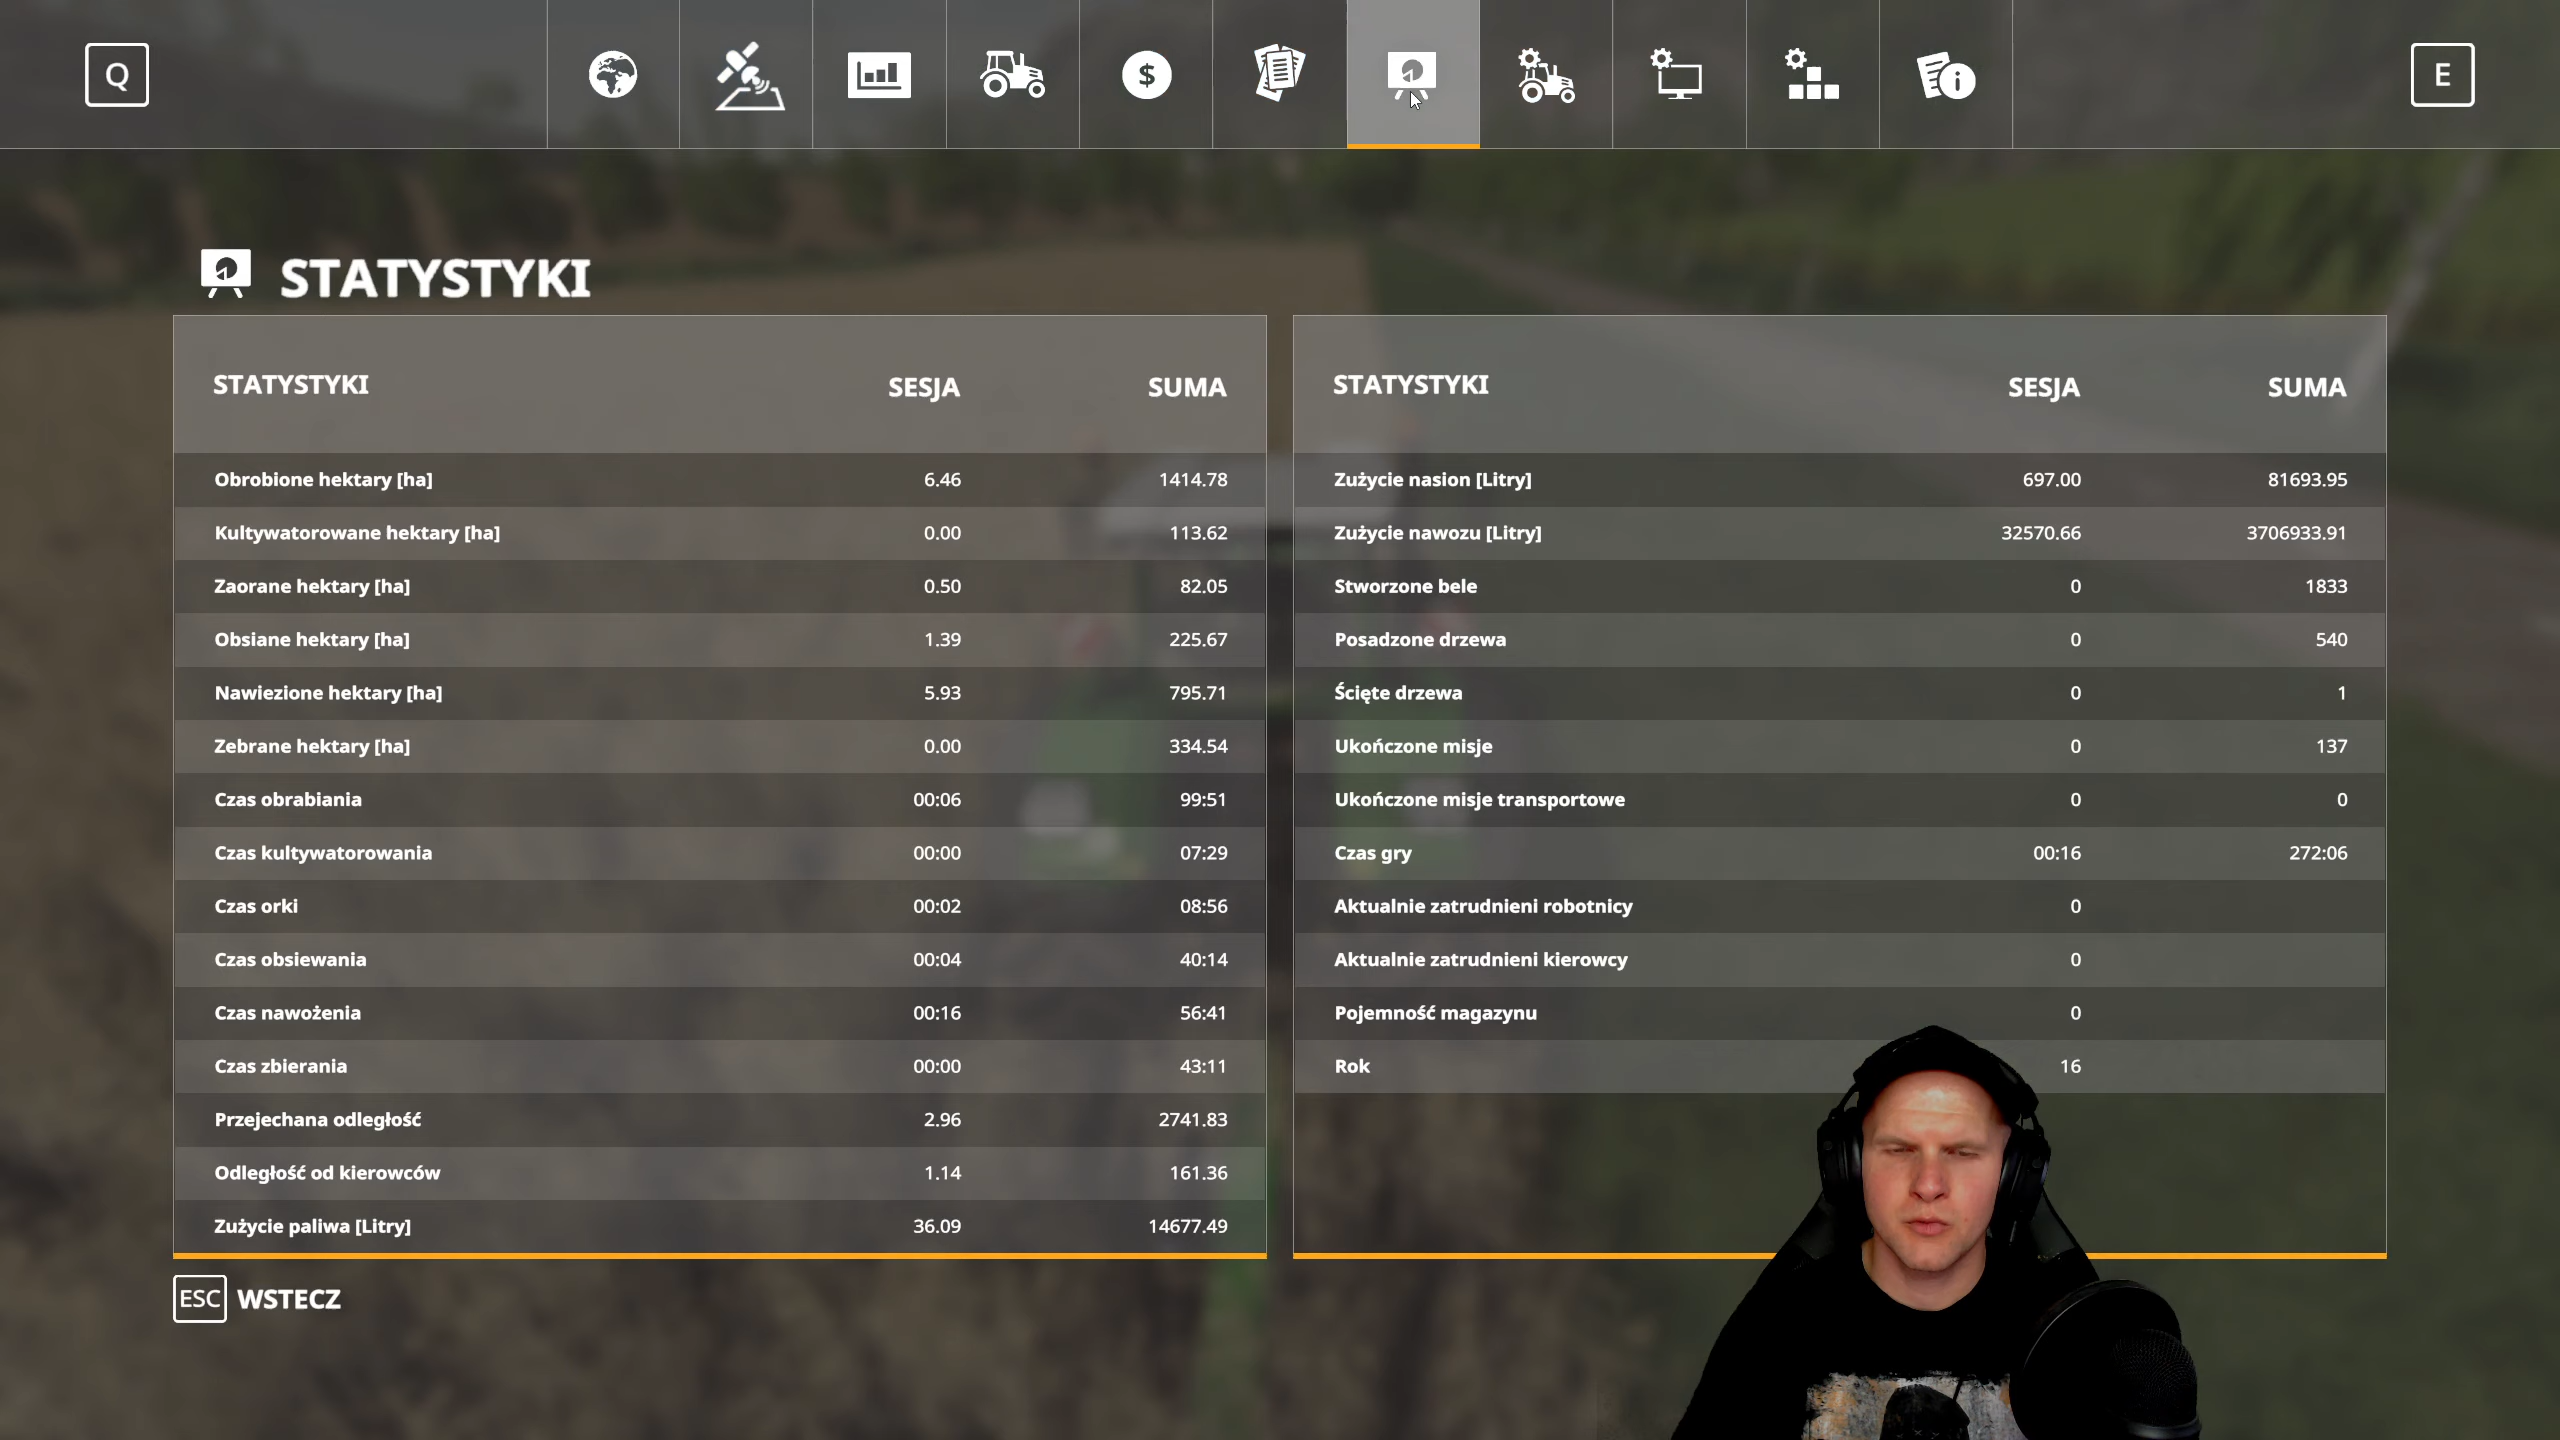 Q
E
STATYSTYKI
STATYSTYKI SESJA SUMA
Obrobione hektary [ha] 6.46 1414.78
Kultywatorowane hektary [ha] 0.00 113.62
Zaorane hektary [ha] 0.50 82.05
Obsiane hektary [ha] 1.39 225.67
Nawiezione hektary [ha] 5.93 795.71
Zebrane hektary [ha] 0.00 334.54
Czas obrabiania 00:06 99:51
Czas kultywatorowania 00:00 07:29
Czas orki 00:02 08:56
Czas obsiewania 00:04 40:14
Czas nawożenia 00:16 56:41
Czas zbierania 00:00 43:11
Przejechana odległość 2.96 2741.83
Odległość od kierowców 1.14 161.36
Zużycie paliwa [Litry] 36.09 14677.49
STATYSTYKI SESJA SUMA
Zużycie nasion [Litry] 697.00 81693.95
Zużycie nawozu [Litry] 32570.66 3706933.91
Stworzone bele 0 1833
Posadzone drzewa 0 540
Ścięte drzewa 0 1
Ukończone misje 0 137
Ukończone misje transportowe 0 0
Czas gry 00:16 272:06
Aktualnie zatrudnieni robotnicy 0
Aktualnie zatrudnieni kierowcy 0
Pojemność magazynu 0
Rok 16
ESC WSTECZ